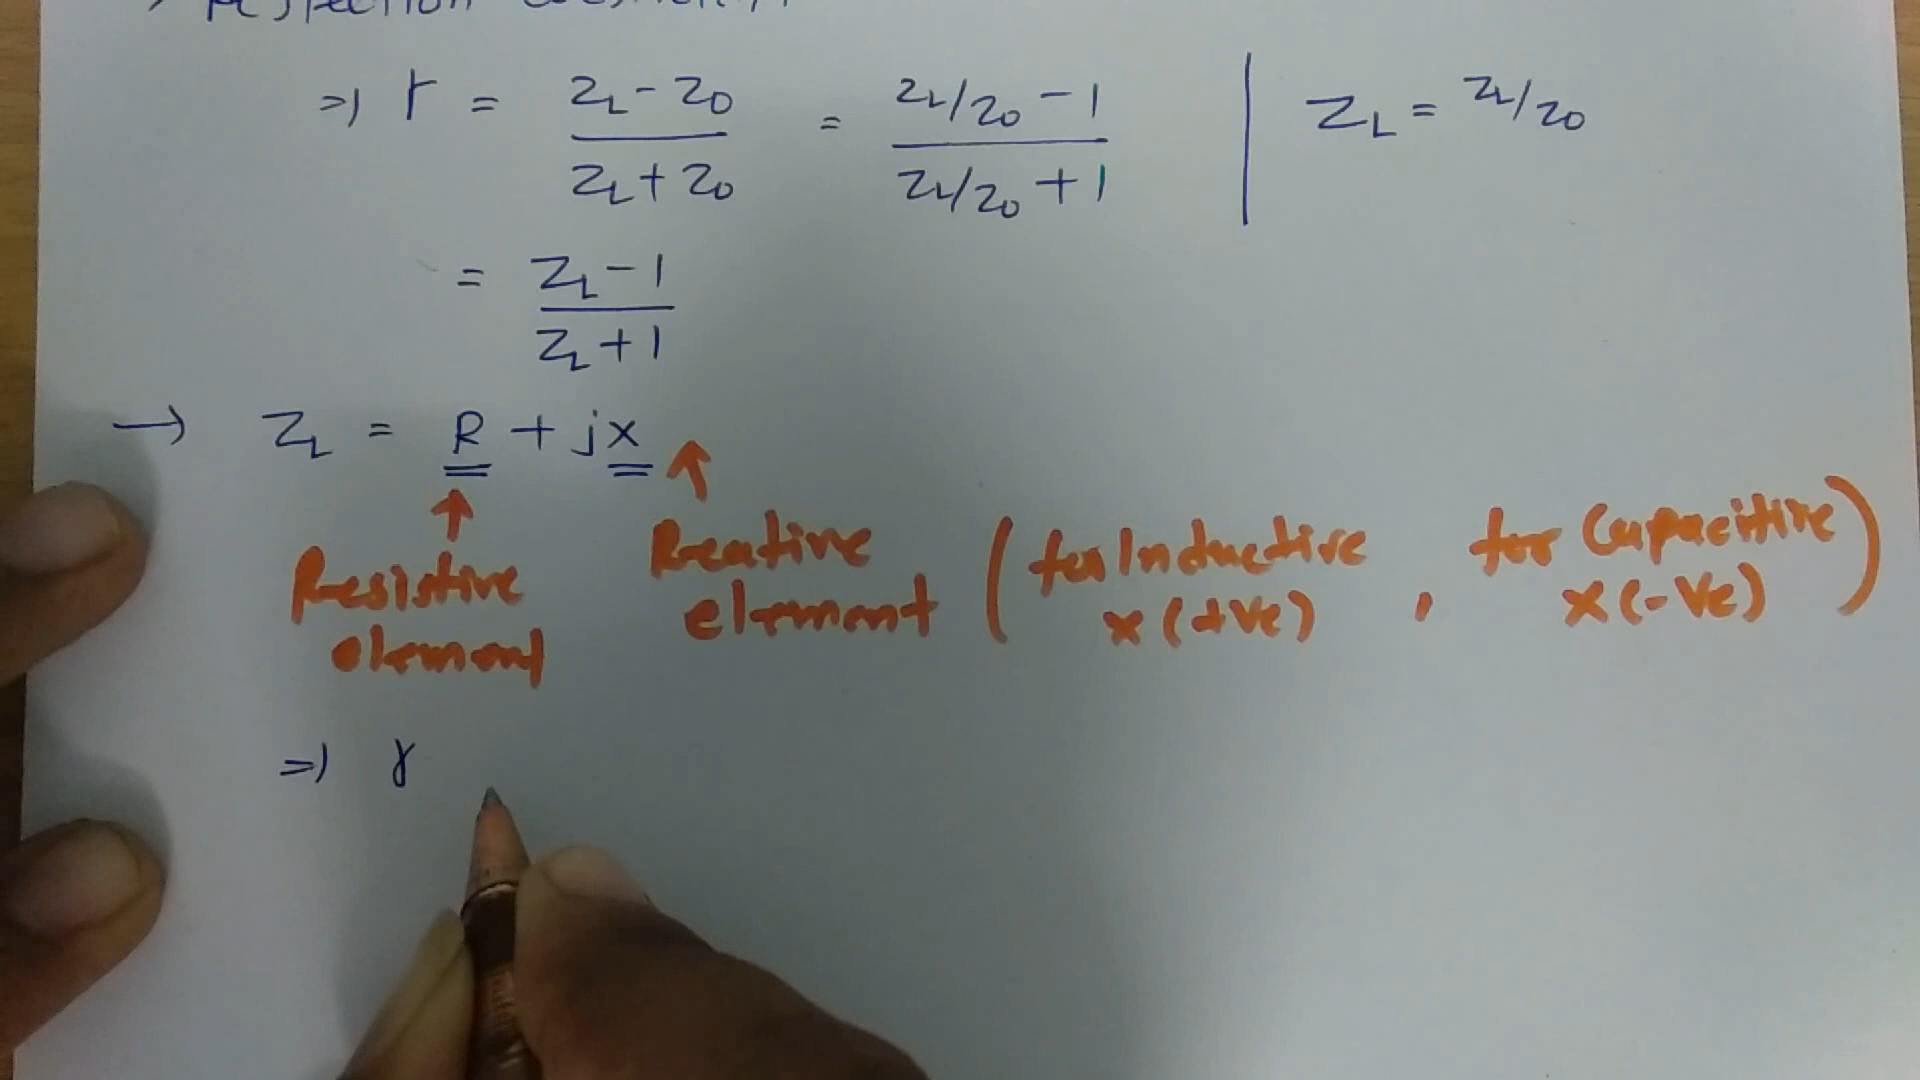 ⇒ Γ = ZL - Z0 / ZL + Z0 = ZL/Z0 - 1 / ZL/Z0 + 1 | ZL = ZL/Z0
= ZL - 1 / ZL + 1
→ ZL = R + jx
Resistive element
Reative element (for Inductive x (+ve) , for Capacitive x (-ve))
⇒ γ